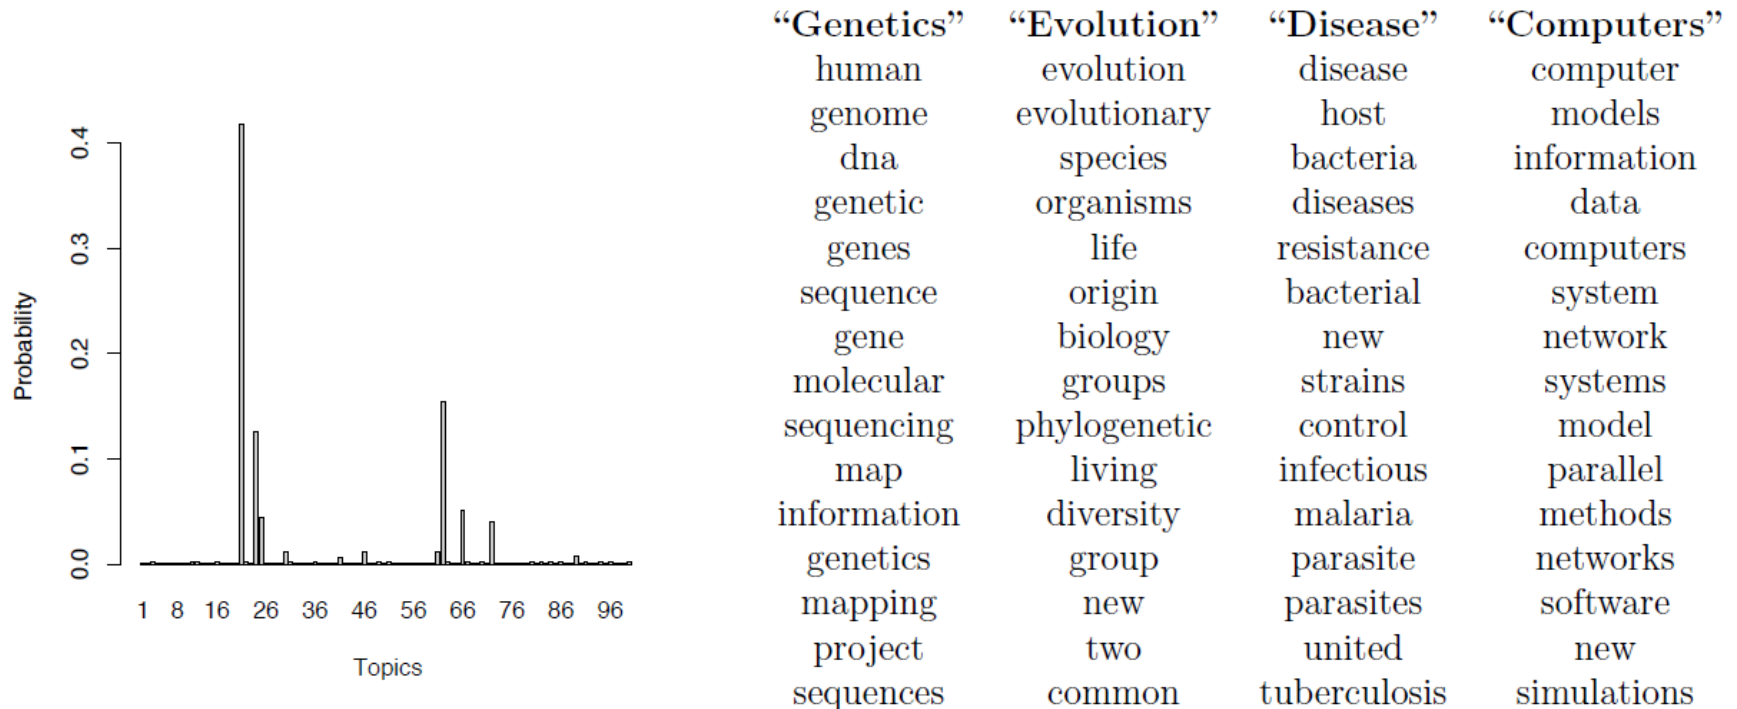 0.4
0.3
0.2
0.1
0.0
Probability
1 8 16 26 36 46 56 66 76 86 96
Topics
“Genetics” “Evolution” “Disease” “Computers”
human evolution disease computer
genome evolutionary host models
dna species bacteria information
genetic organisms diseases data
genes life resistance computers
sequence origin bacterial system
gene biology new network
molecular groups strains systems
sequencing phylogenetic control model
map living infectious parallel
information diversity malaria methods
genetics group parasite networks
mapping new parasites software
project two united new
sequences common tuberculosis simulations